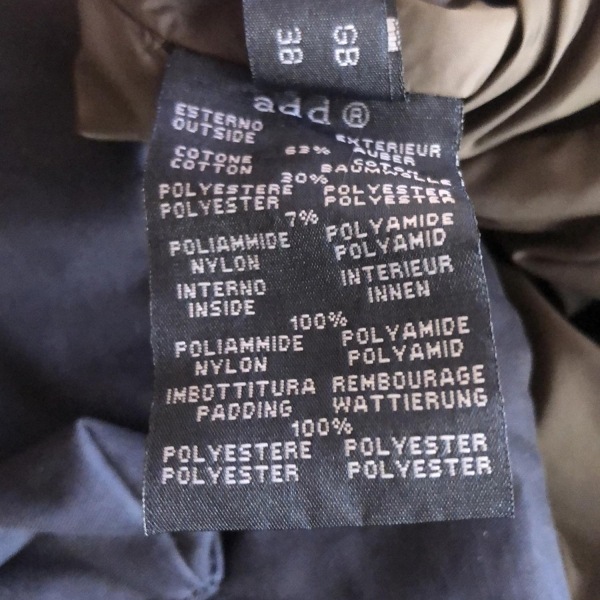 GB
38
add®
ESTERNO EXTERIEUR
OUTSIDE AUßER
COTONE 63% COTON
COTTON BAUMWOLLE
30%
POLYESTERE POLYESTER
POLYESTER POLYESTER
7%
POLIAMMIDE POLYAMIDE
NYLON POLYAMID
INTERNO INTERIEUR
INSIDE INNEN
100%
POLIAMMIDE POLYAMIDE
NYLON POLYAMID
IMBOTTITURA REMBOURAGE
PADDING WATTIERUNG
100%
POLYESTERE POLYESTER
POLYESTER POLYESTER